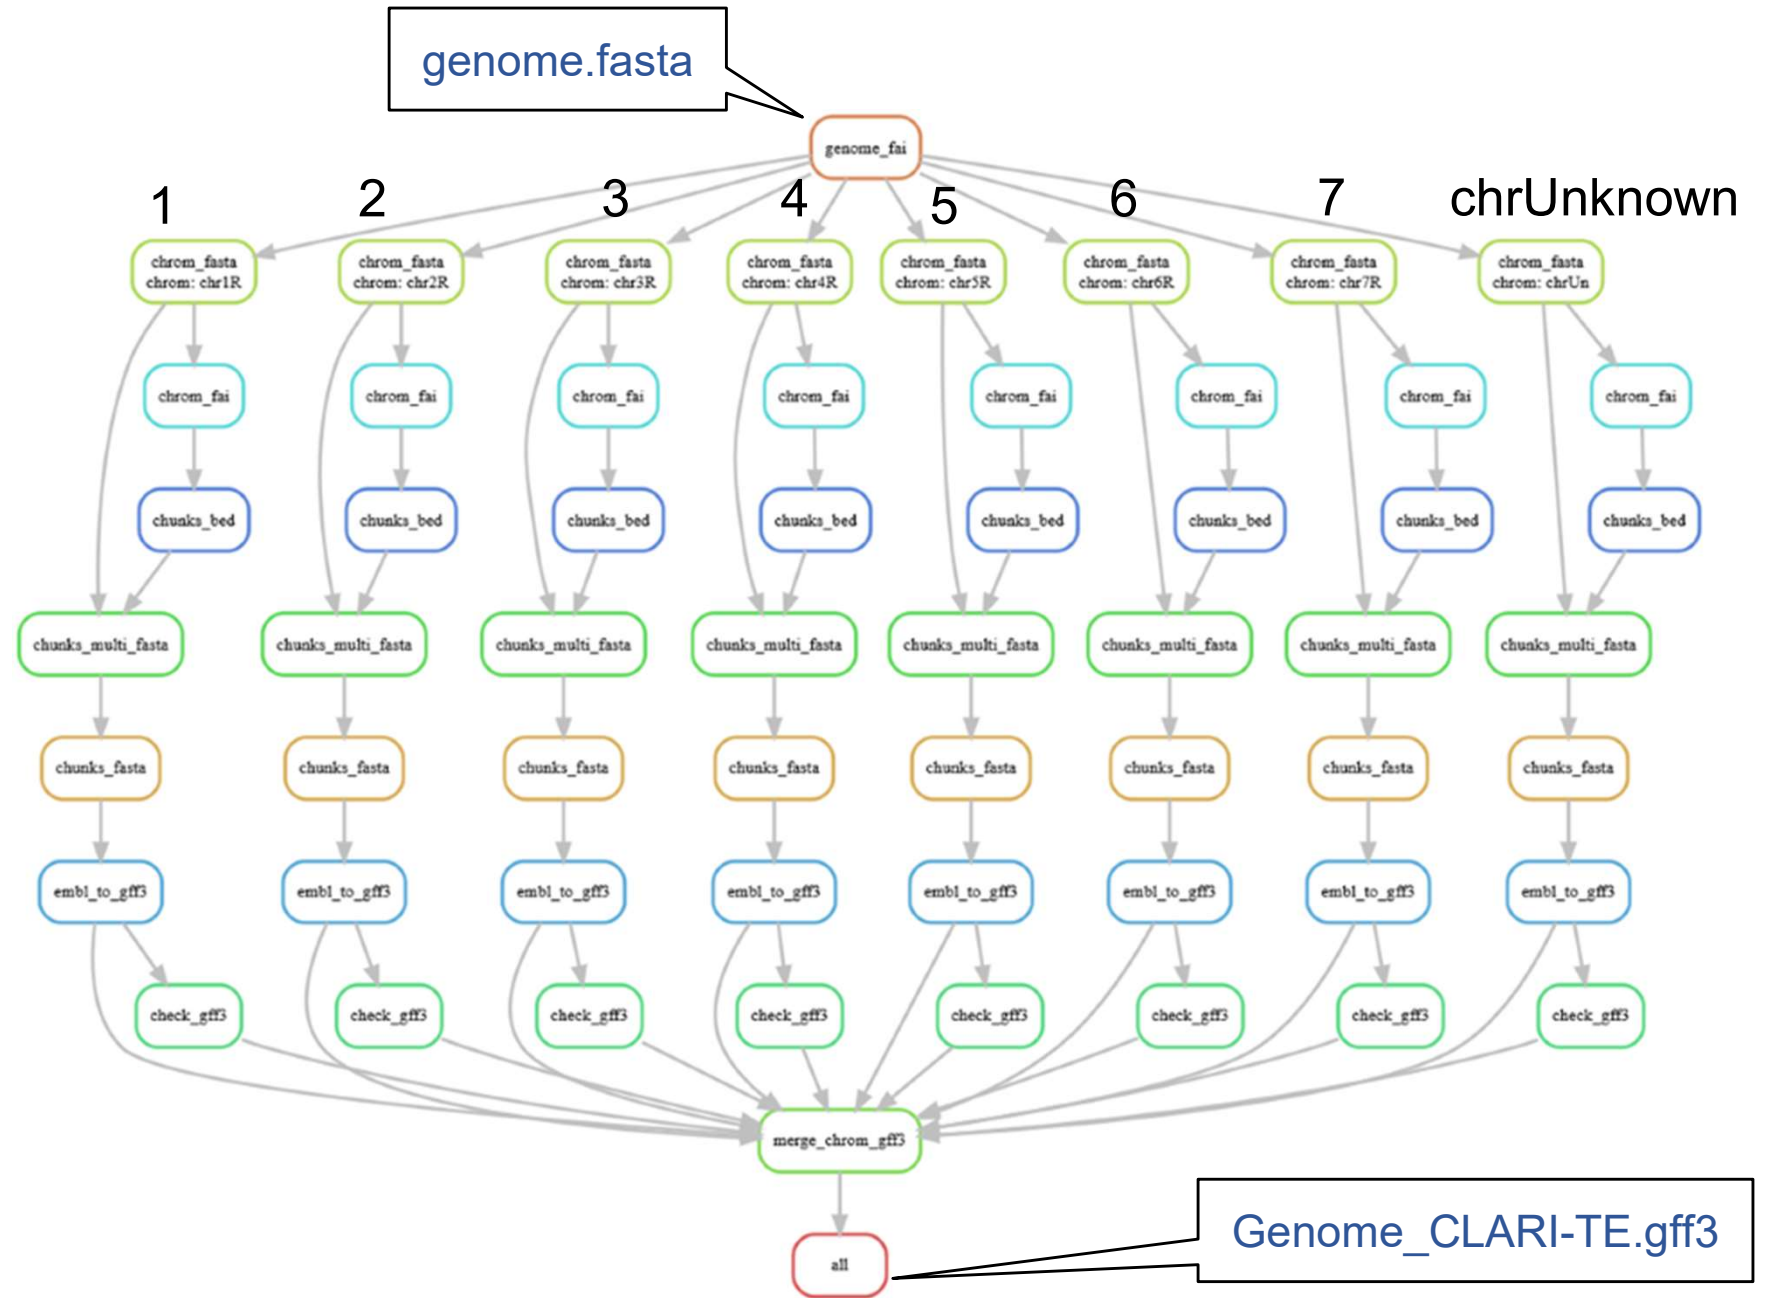 genome.fasta
genome_fai
1 2 3 4 5 6 7 chrUnknown
chrom_fasta chrom_fasta chrom_fasta chrom_fasta chrom_fasta chrom_fasta chrom_fasta chrom_fasta
chrom: chr1R chrom: chr2R chrom: chr3R chrom: chr4R chrom: chr5R chrom: chr6R chrom: chr7R chrom: chrUn
chrom_fai chrom_fai chrom_fai chrom_fai chrom_fai chrom_fai chrom_fai chrom_fai
chunks_bed chunks_bed chunks_bed chunks_bed chunks_bed chunks_bed chunks_bed chunks_bed
chunks_multi_fasta chunks_multi_fasta chunks_multi_fasta chunks_multi_fasta chunks_multi_fasta chunks_multi_fasta chunks_multi_fasta chunks_multi_fasta
chunks_fasta chunks_fasta chunks_fasta chunks_fasta chunks_fasta chunks_fasta chunks_fasta chunks_fasta
embl_to_gff3 embl_to_gff3 embl_to_gff3 embl_to_gff3 embl_to_gff3 embl_to_gff3 embl_to_gff3 embl_to_gff3
check_gff3 check_gff3 check_gff3 check_gff3 check_gff3 check_gff3 check_gff3 check_gff3
merge_chrom_gff3
Genome_CLARI-TE.gff3
all